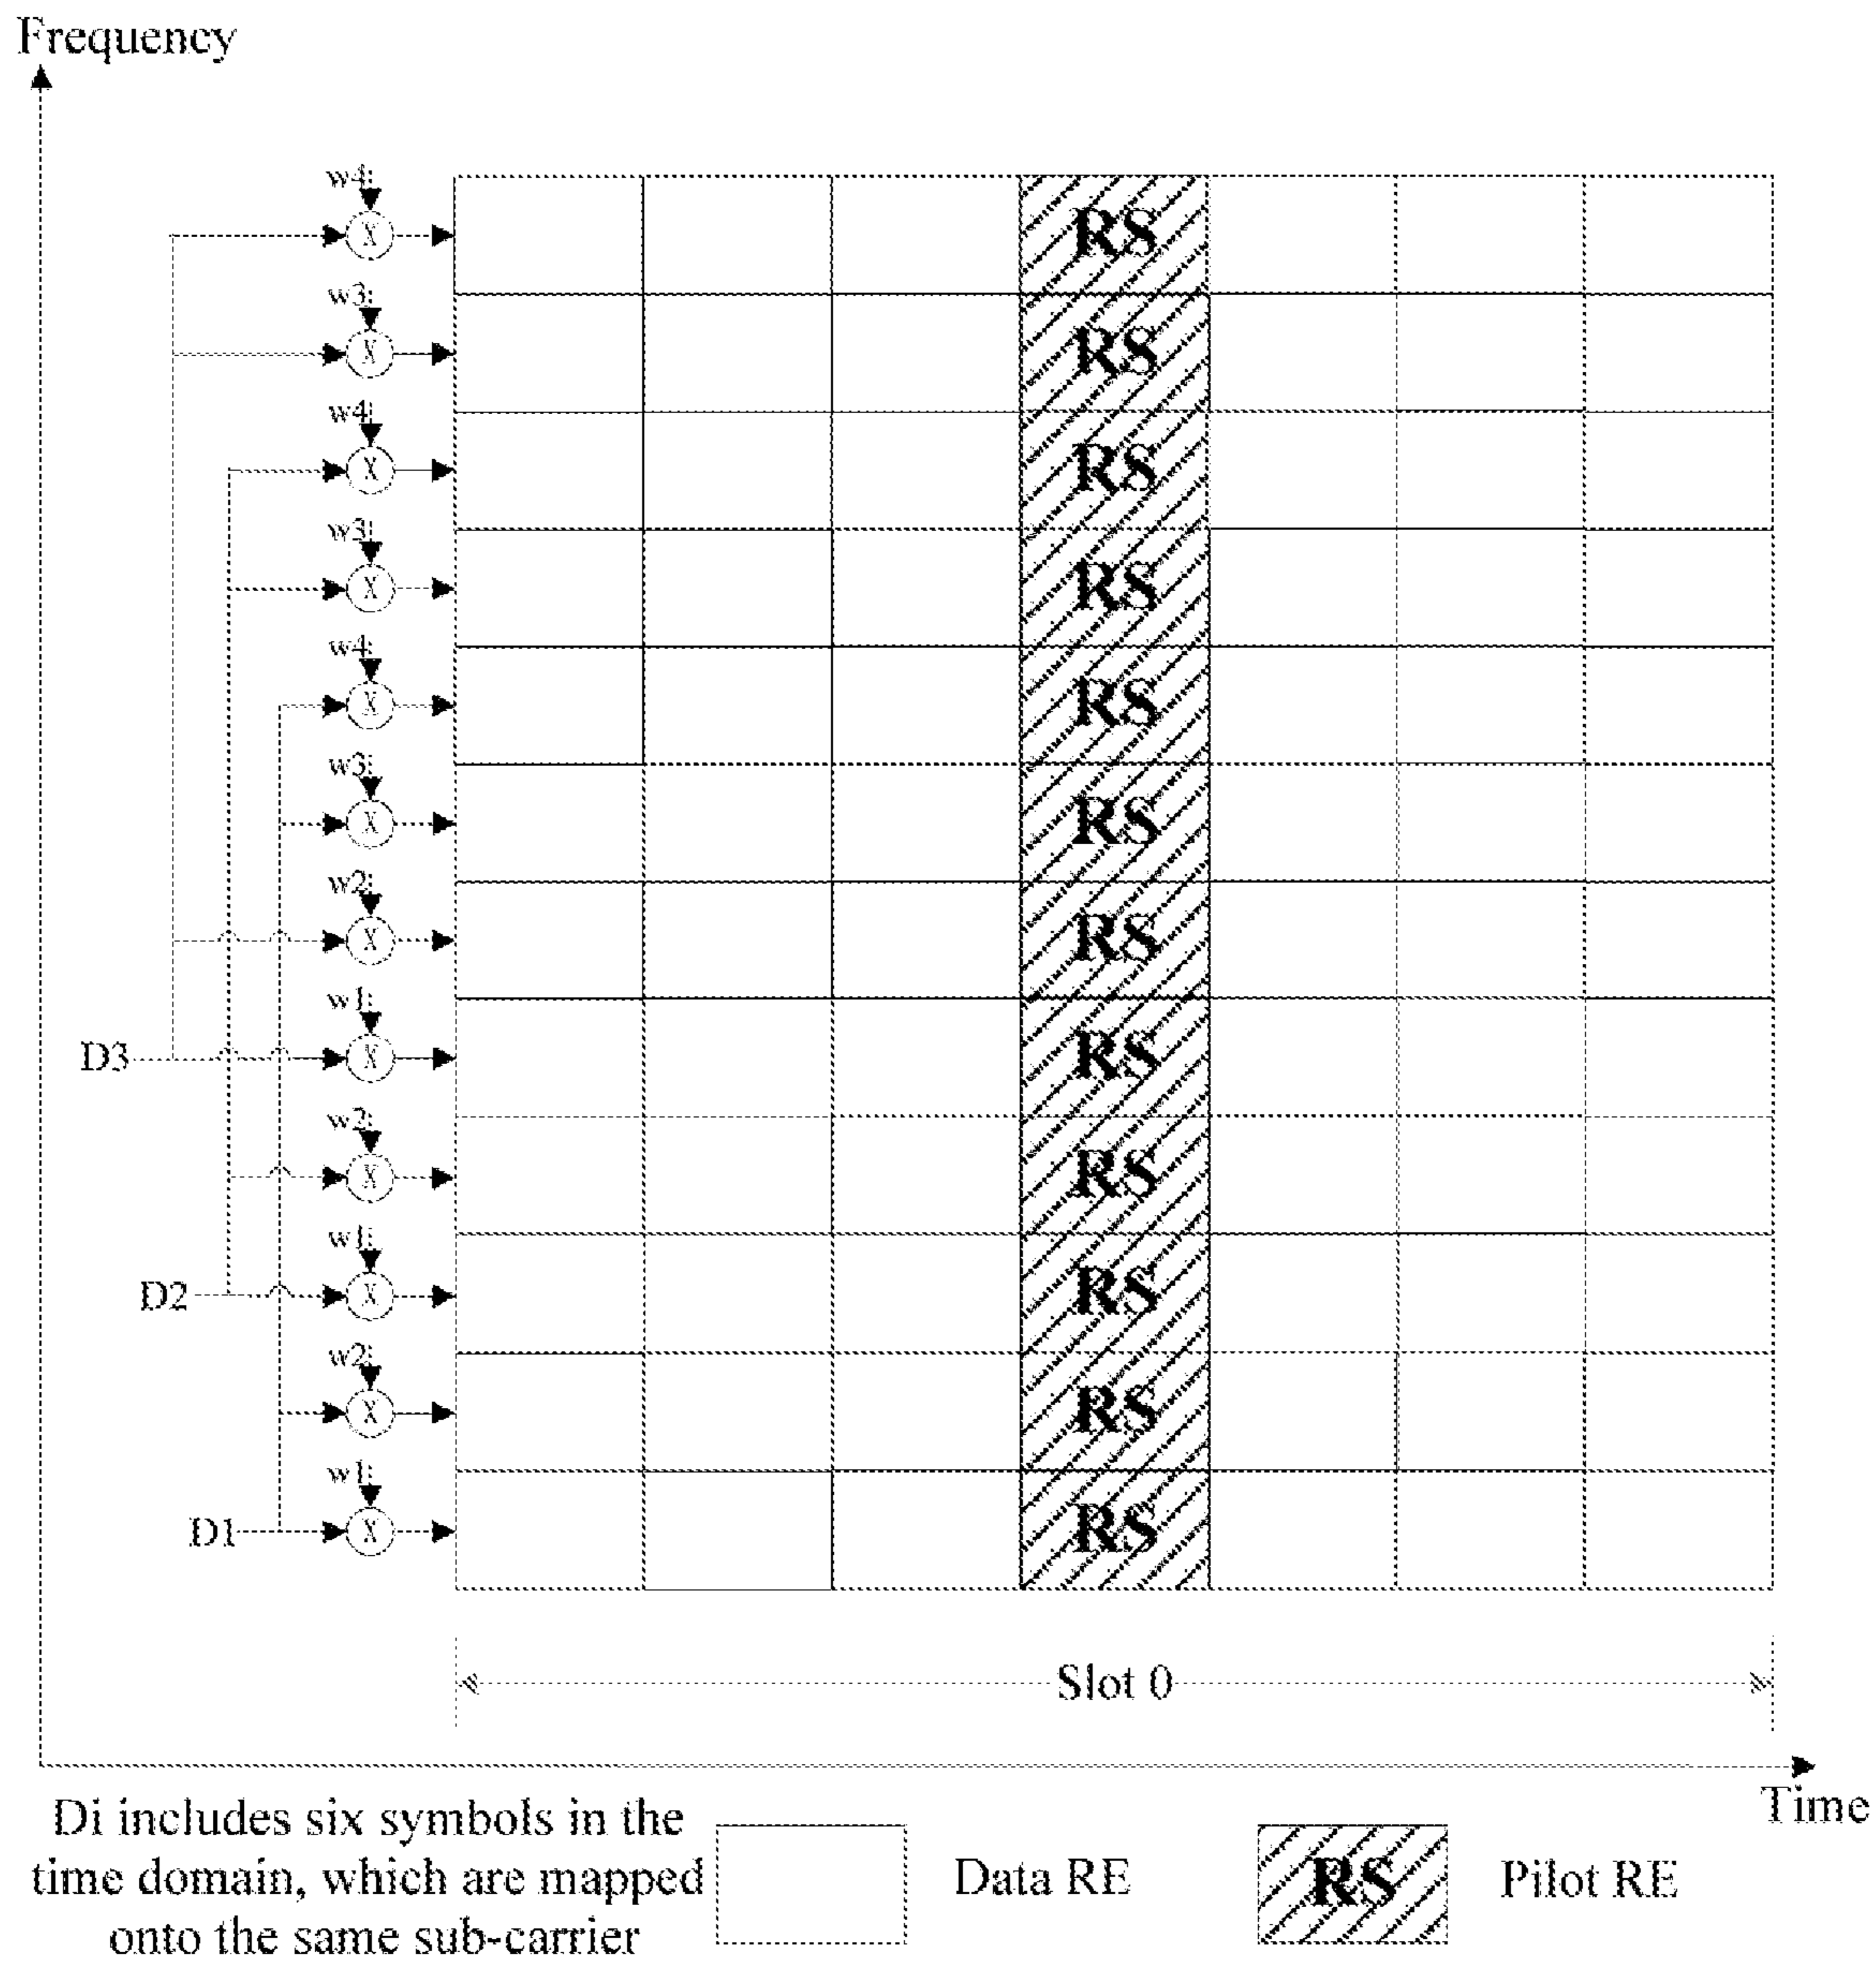 Frequency
w4
X
RS
w3
X
RS
w4
X
RS
w3
X
RS
w4
X
RS
w3
X
RS
w2
X
RS
w1
D3
X
RS
w2
X
RS
w1
D2
X
RS
w2
X
RS
w1
D1
X
RS
Slot 0
Time
Di includes six symbols in the
time domain, which are mapped
onto the same sub-carrier
Data RE
RS
Pilot RE